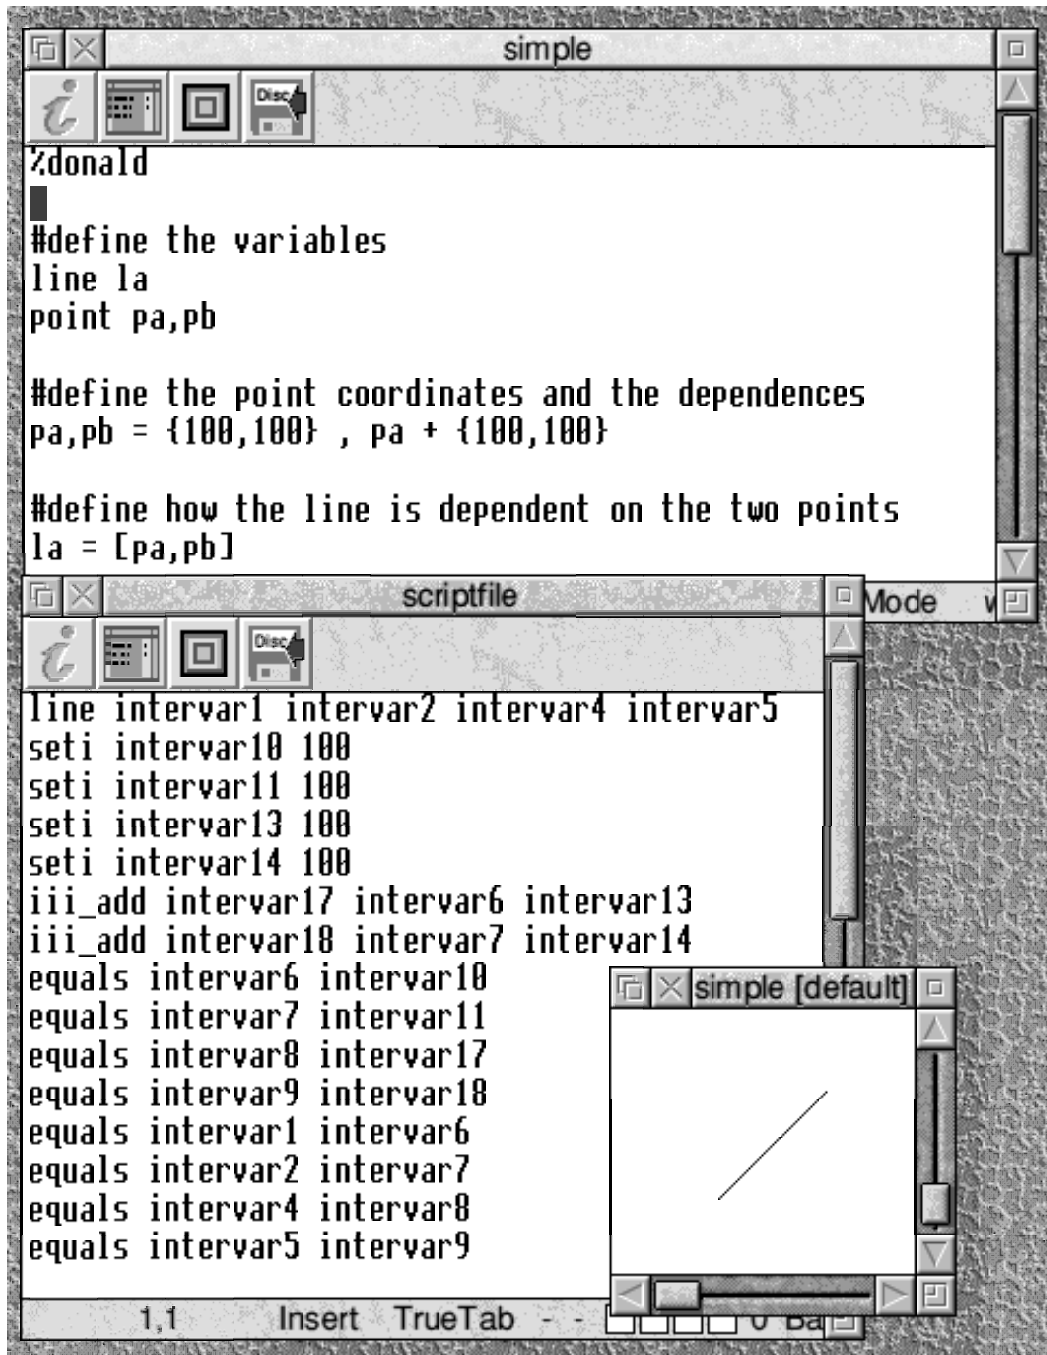 simple
Disc
%donald
#define the variables
line la
point pa,pb
#define the point coordinates and the dependences
pa,pb = {100,100} , pa + {100,100}
#define how the line is dependent on the two points
la = [pa,pb]
Mode
scriptfile
Disc
line intervar1 intervar2 intervar4 intervar5
seti intervar10 100
seti intervar11 100
seti intervar13 100
seti intervar14 100
iii_add intervar17 intervar6 intervar13
iii_add intervar18 intervar7 intervar14
equals intervar6 intervar10
equals intervar7 intervar11
equals intervar8 intervar17
equals intervar9 intervar18
equals intervar1 intervar6
equals intervar2 intervar7
equals intervar4 intervar8
equals intervar5 intervar9
simple [default]
1,1 Insert TrueTab - -